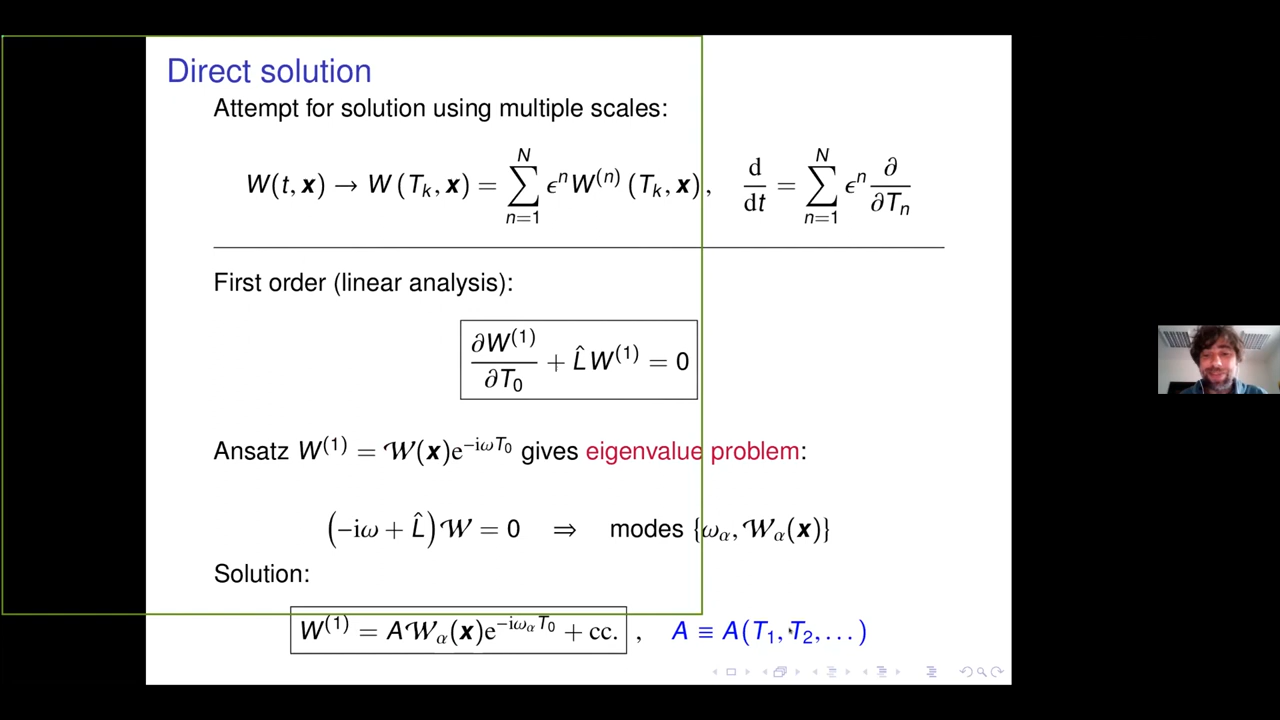 Direct solution
Attempt for solution using multiple scales:
W(t, x) → W (T_k, x) = ∑_{n=1}^{N} ϵ^n W^{(n)} (T_k, x) , d/dt = ∑_{n=1}^{N} ϵ^n ∂/∂T_n
First order (linear analysis):
∂W^{(1)}/∂T_0 + L̂W^{(1)} = 0
Ansatz W^{(1)} = 𝒲(x)e^{−iωT_0} gives eigenvalue problem:
(−iω + L̂)𝒲 = 0 ⇒ modes {ω_α, 𝒲_α(x)}
Solution:
W^{(1)} = A𝒲_α(x)e^{−iω_αT_0} + cc. , A ≡ A(T_1, T_2, . . . )